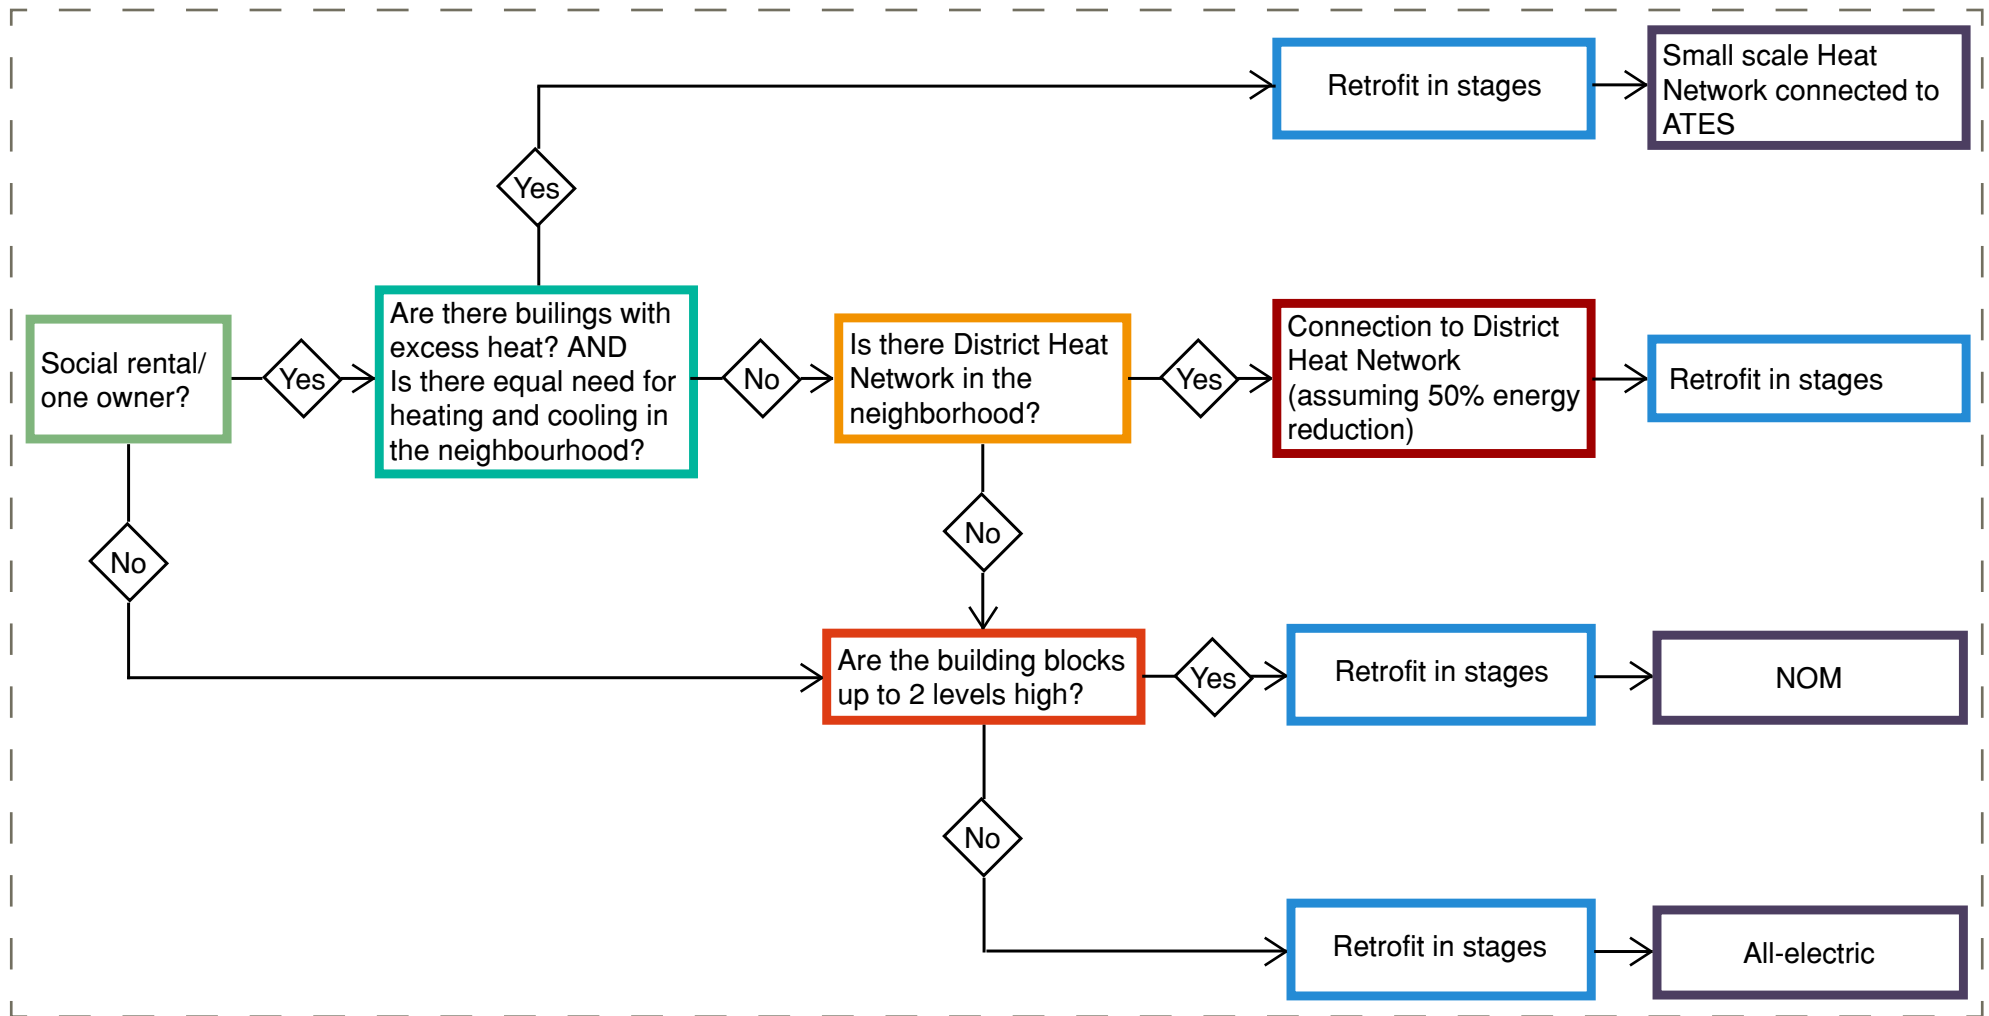 Retrofit in stages
Small scale Heat
Network connected to
ATES
Yes
Social rental/
one owner?
Yes
Are there builings with
excess heat? AND
Is there equal need for
heating and cooling in
the neighbourhood?
No
Is there District Heat
Network in the
neighborhood?
Yes
Connection to District
Heat Network
(assuming 50% energy
reduction)
Retrofit in stages
No
No
Are the building blocks
up to 2 levels high?
Yes
Retrofit in stages
NOM
No
Retrofit in stages
All-electric